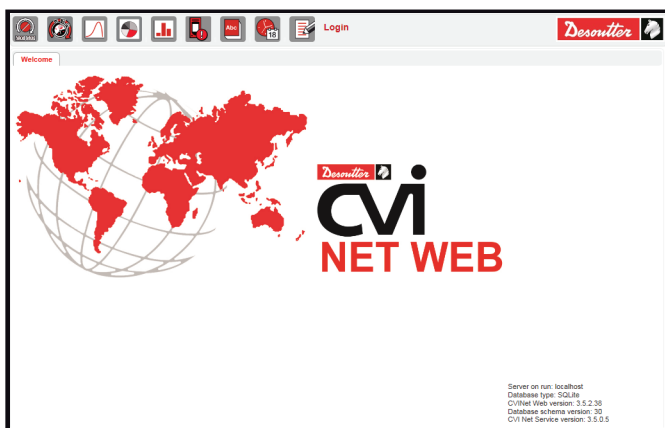 Login
Desoutter
Abc
18
Welcome
Desoutter
CVi
NET WEB
Server on run: localhost
Database type: SQLite
CVINet Web version: 3.5.2.38
Database schema version: 30
CVI Net Service version: 3.5.0.5